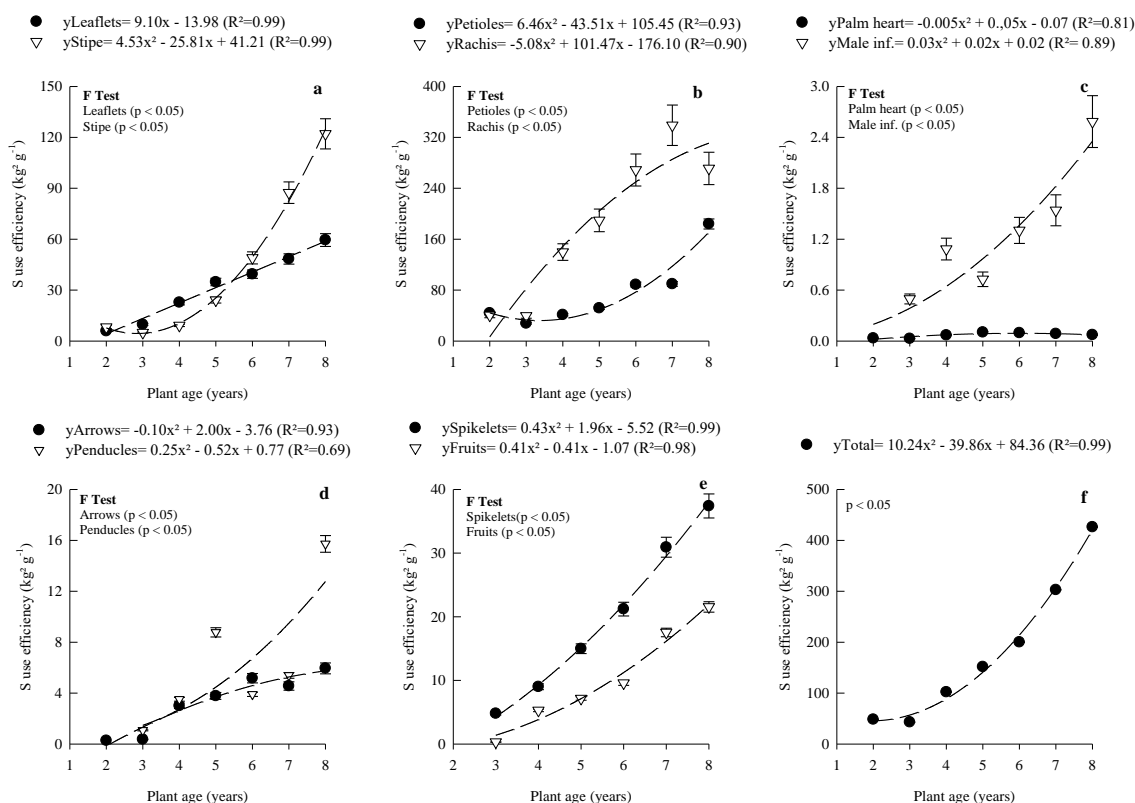 yLeaflets= 9.10x - 13.98 (R²=0.99)
yStipe= 4.53x² - 25.81x + 41.21 (R²=0.99)
a
F Test
Leaflets (p < 0.05)
Stipe (p < 0.05)
150
120
90
60
30
0
S use efficiency (kg² g⁻¹)
1 2 3 4 5 6 7 8
Plant age (years)
yPetioles= 6.46x² - 43.51x + 105.45 (R²=0.93)
yRachis= -5.08x² + 101.47x - 176.10 (R²=0.90)
b
F Test
Petioles (p < 0.05)
Rachis (p < 0.05)
400
320
240
160
80
0
S use efficiency (kg² g⁻¹)
1 2 3 4 5 6 7 8
Plant age (years)
yPalm heart= -0.005x² + 0.,05x - 0.07 (R²=0.81)
yMale inf.= 0.03x² + 0.02x + 0.02 (R²= 0.89)
c
F Test
Palm heart (p < 0.05)
Male inf. (p < 0.05)
3.0
2.4
1.8
1.2
0.6
0.0
S use efficiency (kg² g⁻¹)
1 2 3 4 5 6 7 8
Plant age (years)
yArrows= -0.10x² + 2.00x - 3.76 (R²=0.93)
yPenducles= 0.25x² - 0.52x + 0.77 (R²=0.69)
d
F Test
Arrows (p < 0.05)
Penducles (p < 0.05)
20
16
12
8
4
0
S use efficiency (kg² g⁻¹)
1 2 3 4 5 6 7 8
Plant age (years)
ySpikelets= 0.43x² + 1.96x - 5.52 (R²=0.99)
yFruits= 0.41x² - 0.41x - 1.07 (R²=0.98)
e
F Test
Spikelets(p < 0.05)
Fruits (p < 0.05)
40
30
20
10
0
S use efficiency (kg² g⁻¹)
2 3 4 5 6 7 8
Plant age (years)
yTotal= 10.24x² - 39.86x + 84.36 (R²=0.99)
f
p < 0.05
500
400
300
200
100
0
S use efficiency (kg² g⁻¹)
1 2 3 4 5 6 7 8
Plant age (years)